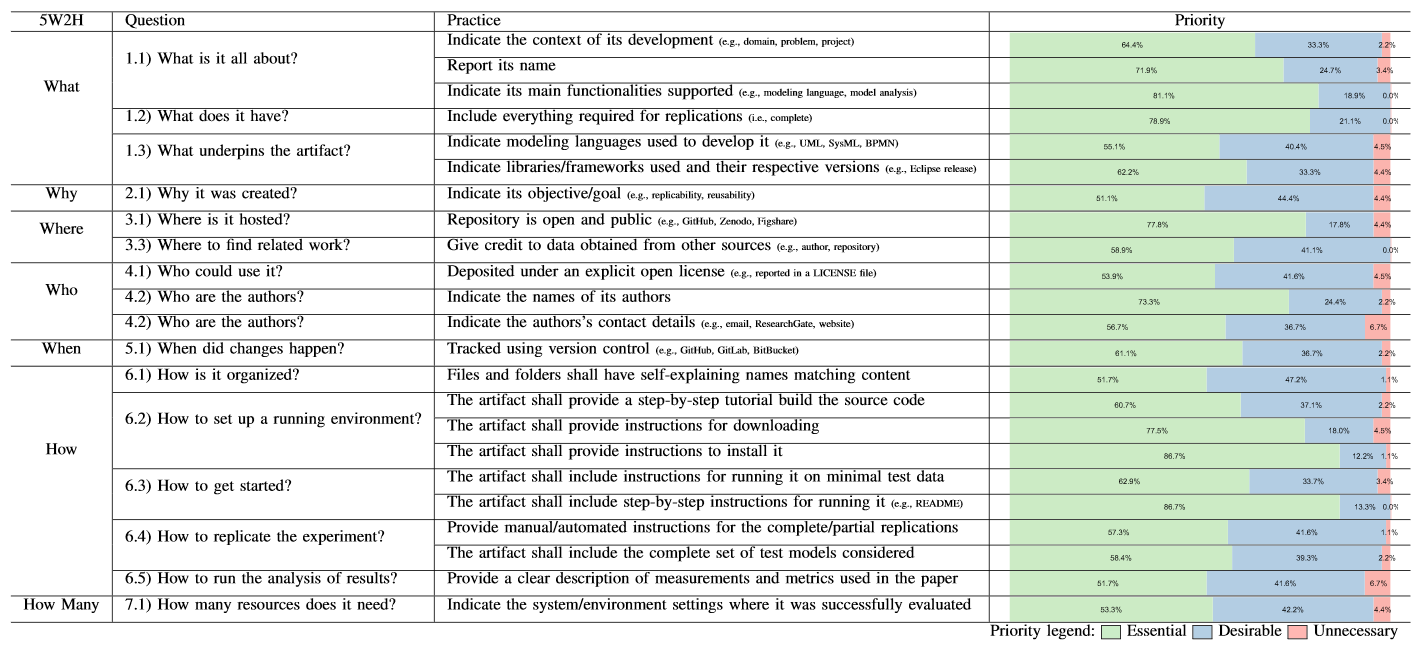 5W2H Question Practice Priority
What
1.1) What is it all about?
Indicate the context of its development (e.g., domain, problem, project) 64.4% 33.3% 2.2%
Report its name 71.9% 24.7% 3.4%
Indicate its main functionalities supported (e.g., modeling language, model analysis) 81.1% 18.9% 0.0%
1.2) What does it have? Include everything required for replications (i.e., complete) 78.9% 21.1% 0.0%
1.3) What underpins the artifact?
Indicate modeling languages used to develop it (e.g., UML, SysML, BPMN) 55.1% 40.4% 4.5%
Indicate libraries/frameworks used and their respective versions (e.g., Eclipse release) 62.2% 33.3% 4.4%
Why 2.1) Why it was created? Indicate its objective/goal (e.g., replicability, reusability) 51.1% 44.4% 4.4%
Where
3.1) Where is it hosted? Repository is open and public (e.g., GitHub, Zenodo, Figshare) 77.8% 17.8% 4.4%
3.3) Where to find related work? Give credit to data obtained from other sources (e.g., author, repository) 58.9% 41.1% 0.0%
Who
4.1) Who could use it? Deposited under an explicit open license (e.g., reported in a LICENSE file) 53.9% 41.6% 4.5%
4.2) Who are the authors? Indicate the names of its authors 73.3% 24.4% 2.2%
4.2) Who are the authors? Indicate the authors's contact details (e.g., email, ResearchGate, website) 56.7% 36.7% 6.7%
When 5.1) When did changes happen? Tracked using version control (e.g., GitHub, GitLab, BitBucket) 61.1% 36.7% 2.2%
How
6.1) How is it organized? Files and folders shall have self-explaining names matching content 51.7% 47.2% 1.1%
6.2) How to set up a running environment?
The artifact shall provide a step-by-step tutorial build the source code 60.7% 37.1% 2.2%
The artifact shall provide instructions for downloading 77.5% 18.0% 4.5%
The artifact shall provide instructions to install it 86.7% 12.2% 1.1%
6.3) How to get started?
The artifact shall include instructions for running it on minimal test data 62.9% 33.7% 3.4%
The artifact shall include step-by-step instructions for running it (e.g., README) 86.7% 13.3% 0.0%
6.4) How to replicate the experiment?
Provide manual/automated instructions for the complete/partial replications 57.3% 41.6% 1.1%
The artifact shall include the complete set of test models considered 58.4% 39.3% 2.2%
6.5) How to run the analysis of results? Provide a clear description of measurements and metrics used in the paper 51.7% 41.6% 6.7%
How Many 7.1) How many resources does it need? Indicate the system/environment settings where it was successfully evaluated 53.3% 42.2% 4.4%
Priority legend: Essential Desirable Unnecessary